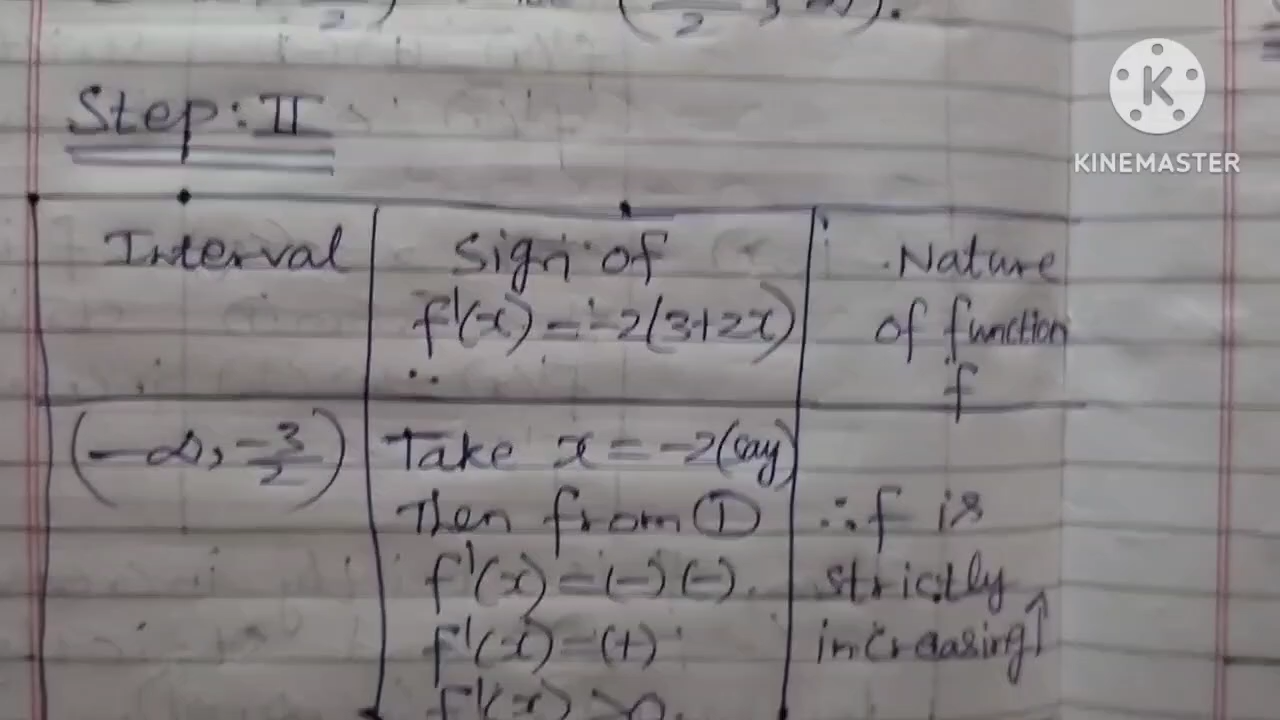 Step: II
Interval
Sign of
f'(x) = -2(3+2x)
∴
Nature
of function
f
(-∞, -3/2)
Take x = -2 (say)
Then from ①
f'(x) = (-) (-).
f'(x) = (+)
f'(x) > 0
∴ f is
strictly
increasing ↑
K
KINEMASTER